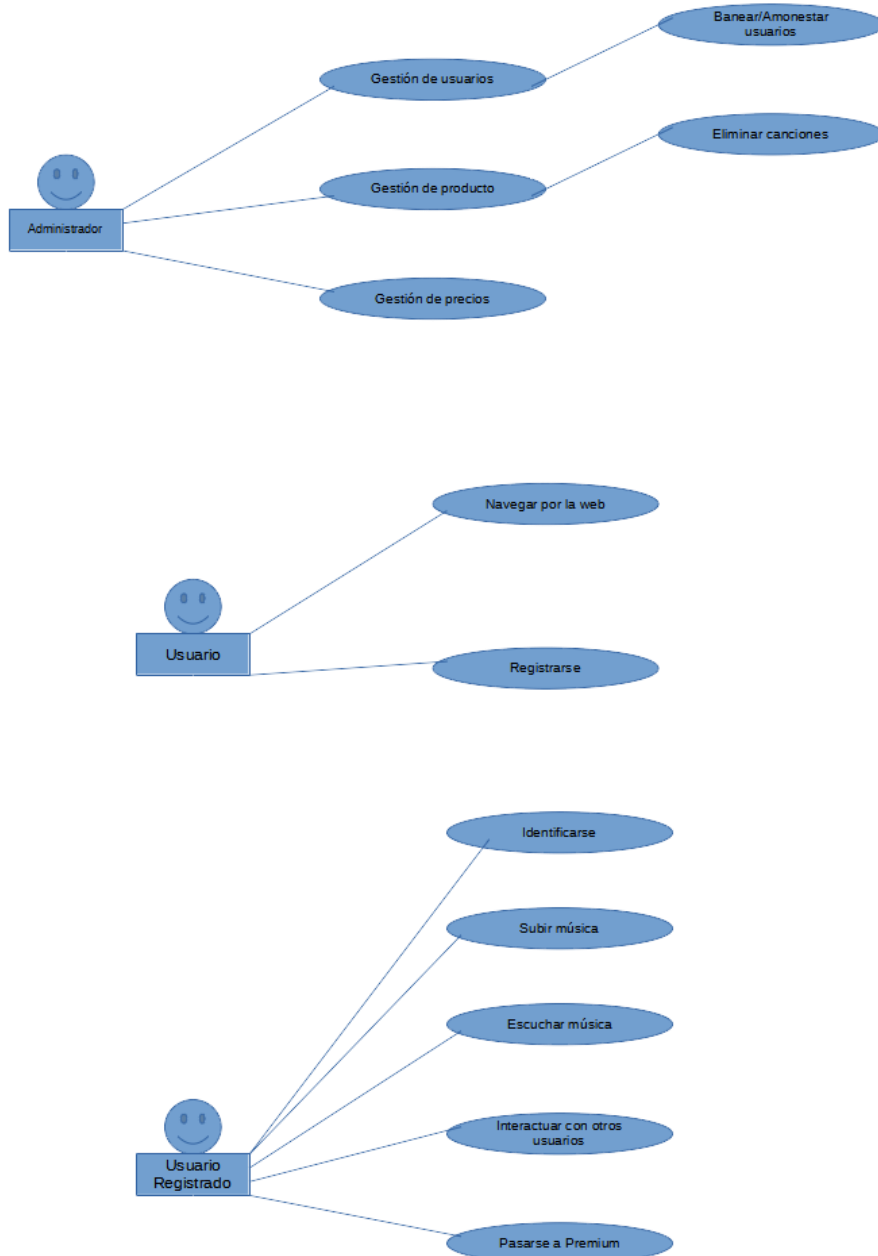 Banear/Amonestar
usuarios
Gestión de usuarios
Eliminar canciones
Gestión de producto
Administrador
Gestión de precios
Navegar por la web
Usuario
Registrarse
Identificarse
Subir música
Escuchar música
Interactuar con otros
usuarios
Usuario
Registrado
Pasarse a Premium